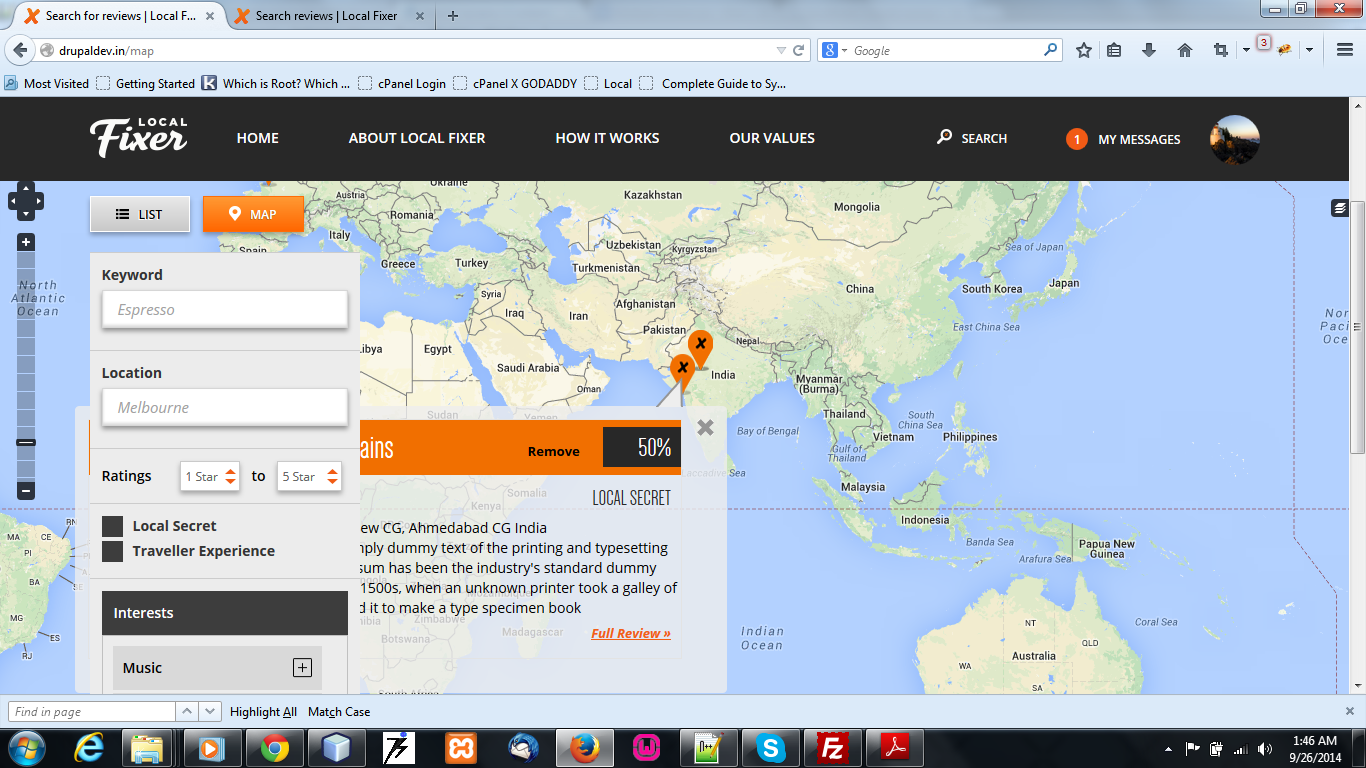 Search for reviews | Local F...
Search reviews | Local Fixer
drupaldev.in/map
Google
3
Most Visited
Getting Started
Which is Root? Which ...
cPanel Login
cPanel X GODADDY
Local
Complete Guide to Sy...
LOCAL
Fixer
HOME
ABOUT LOCAL FIXER
HOW IT WORKS
OUR VALUES
SEARCH
1
MY MESSAGES
LIST
MAP
Keyword
Espresso
Location
Melbourne
Ratings
1 Star
to
5 Star
Local Secret
Traveller Experience
Interests
Music
ains
Remove
50%
LOCAL SECRET
ew CG, Ahmedabad CG India
nply dummy text of the printing and typesetting
sum has been the industry's standard dummy
1500s, when an unknown printer took a galley of
d it to make a type specimen book
Full Review »
Ukraine
Austria
Romania
Italy
Spain
Greece
Turkey
Syria
Iraq
Iran
ibya
Egypt
Saudi Arabia
Oman
Yemen
Sudan
Somalia
Kenya
Zimbabwe
Botswana
Madagascar
South Africa
Kazakhstan
Mongolia
Uzbekistan
Kyrgyzstan
Turkmenistan
Afghanistan
Pakistan
Nepal
India
China
South Korea
Japan
Sea of Japan
East China Sea
Myanmar
(Burma)
Thailand
Vietnam
South
China Sea
Philippines
Bay of Bengal
Gulf of
Thailand
accadive Sea
Malaysia
Indonesia
Banda Sea
Arafura Sea
Papua New
Guinea
Coral Sea
Indian
Ocean
Australia
NT
QLD
WA
SA
North
Atlantic
Ocean
Nor
Paci
Oce
RN
MA
CE
PI
BA
MG
ES
RJ
Find in page
Highlight All
Match Case
1:46 AM
9/26/2014